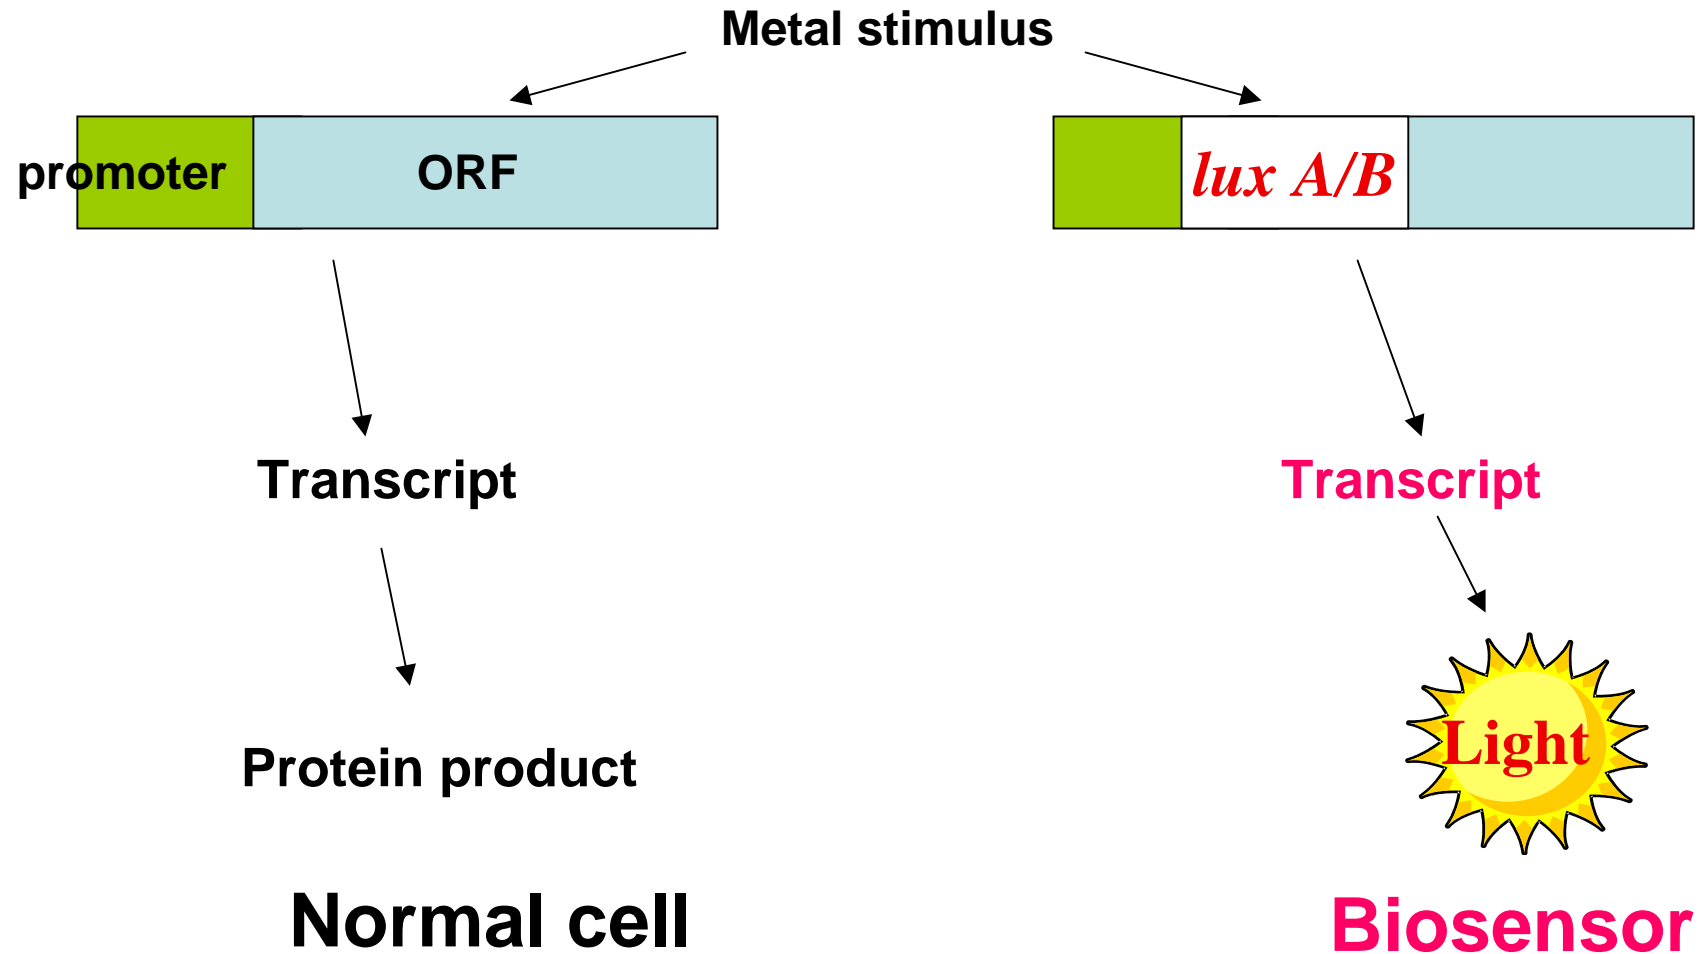 Metal stimulus
promoter
ORF
lux A/B
Transcript
Transcript
Protein product
Light
Normal cell
Biosensor